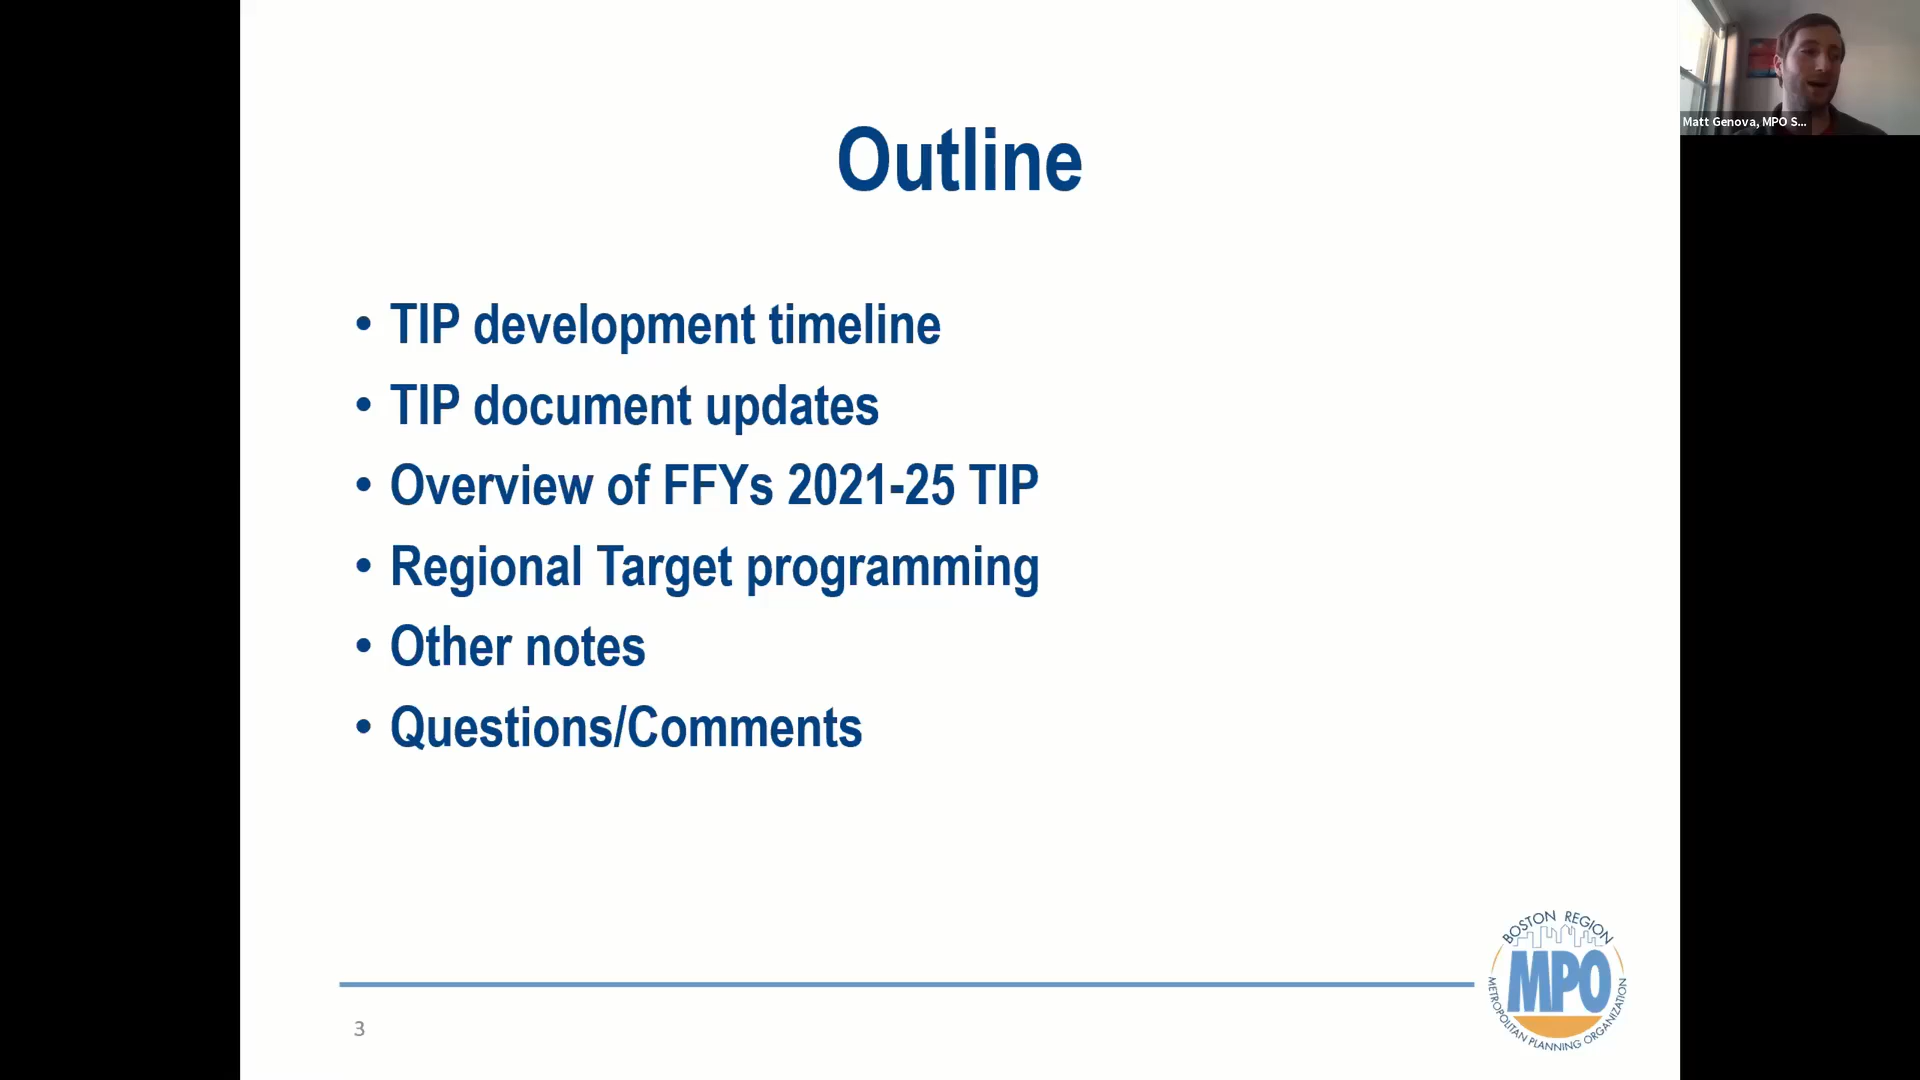 Matt Genova, MPO S...
Outline
• TIP development timeline
• TIP document updates
• Overview of FFYs 2021-25 TIP
• Regional Target programming
• Other notes
• Questions/Comments
BOSTON REGION
MPO
METROPOLITAN PLANNING ORGANIZATION
3